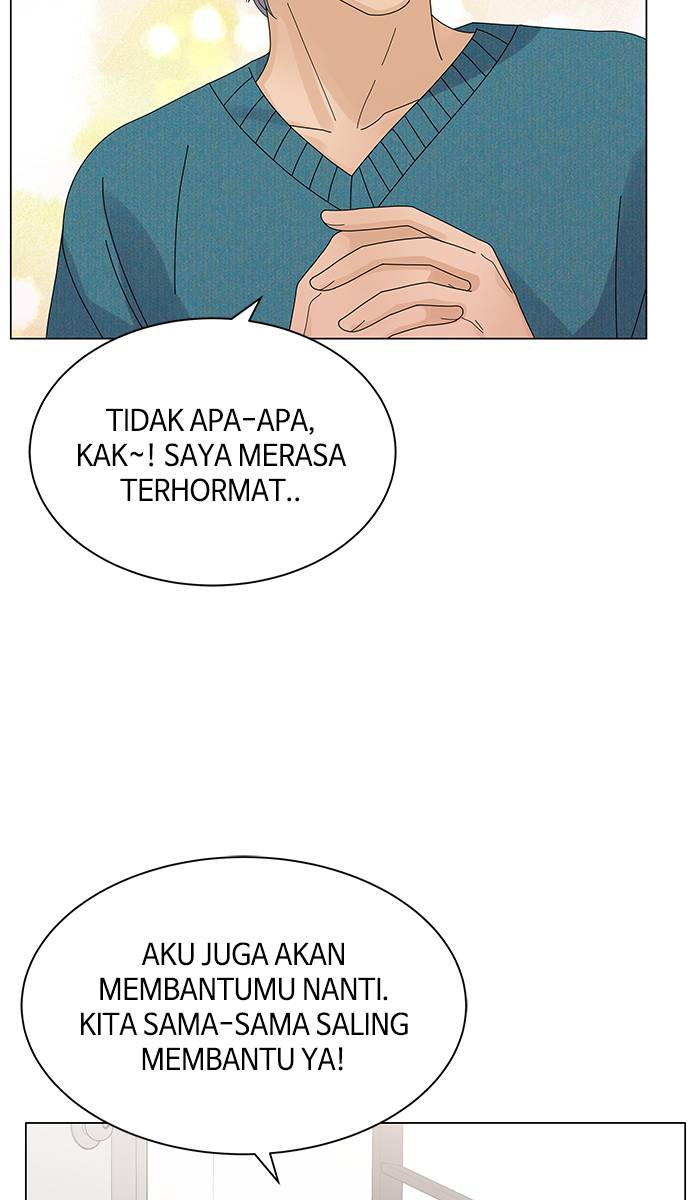 TIDAK APA-APA,
KAK~! SAYA MERASA
TERHORMAT..
AKU JUGA AKAN
MEMBANTUMU NANTI.
KITA SAMA-SAMA SALING
MEMBANTU YA!